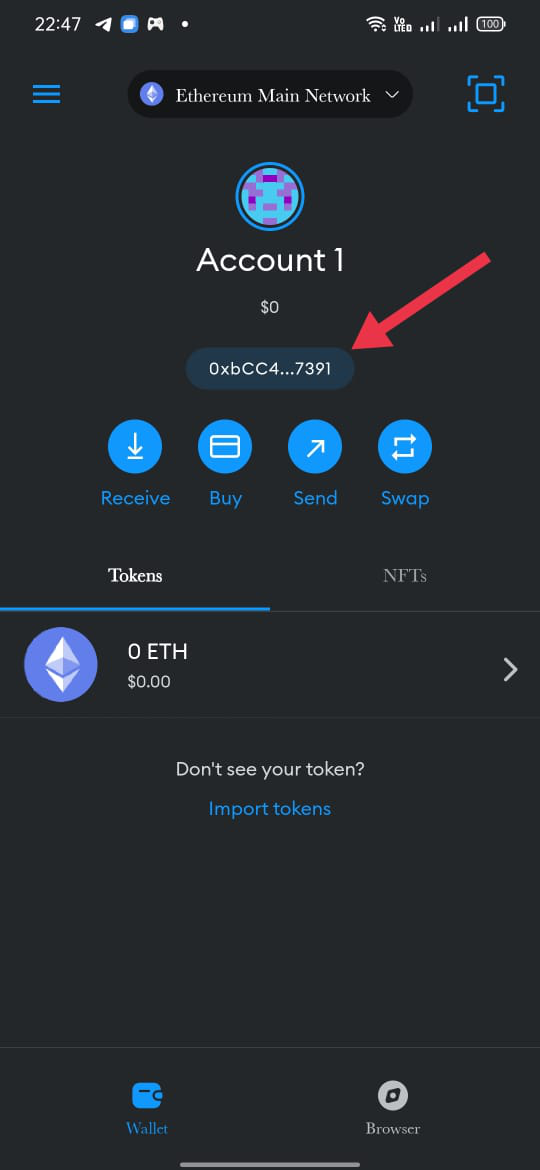 22:47
Vo
LTED
100
Ethereum Main Network
Account 1
$0
0xbCC4...7391
Receive
Buy
Send
Swap
Tokens
NFTs
0 ETH
$0.00
Don't see your token?
Import tokens
Wallet
Browser